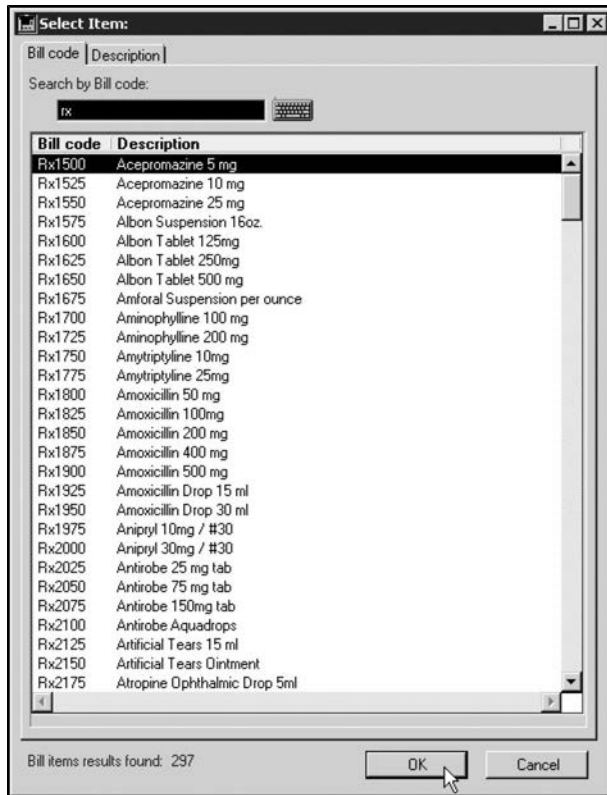 Select Item:
Bill code Description
Search by Bill code:
rx
Bill code Description
Rx1500 Acepromazine 5 mg
Rx1525 Acepromazine 10 mg
Rx1550 Acepromazine 25 mg
Rx1575 Albon Suspension 16oz.
Rx1600 Albon Tablet 125mg
Rx1625 Albon Tablet 250mg
Rx1650 Albon Tablet 500 mg
Rx1675 Amforal Suspension per ounce
Rx1700 Aminophylline 100 mg
Rx1725 Aminophylline 200 mg
Rx1750 Amytriptyline 10mg
Rx1775 Amytriptyline 25mg
Rx1800 Amoxicillin 50 mg
Rx1825 Amoxicillin 100mg
Rx1850 Amoxicillin 200 mg
Rx1875 Amoxicillin 400 mg
Rx1900 Amoxicillin 500 mg
Rx1925 Amoxicillin Drop 15 ml
Rx1950 Amoxicillin Drop 30 ml
Rx1975 Anipryl 10mg / #30
Rx2000 Anipryl 30mg / #30
Rx2025 Antirobe 25 mg tab
Rx2050 Antirobe 75 mg tab
Rx2075 Antirobe 150mg tab
Rx2100 Antirobe Aquadrops
Rx2125 Artificial Tears 15 ml
Rx2150 Artificial Tears Ointment
Rx2175 Atropine Ophthalmic Drop 5ml
Bill items results found: 297
OK Cancel